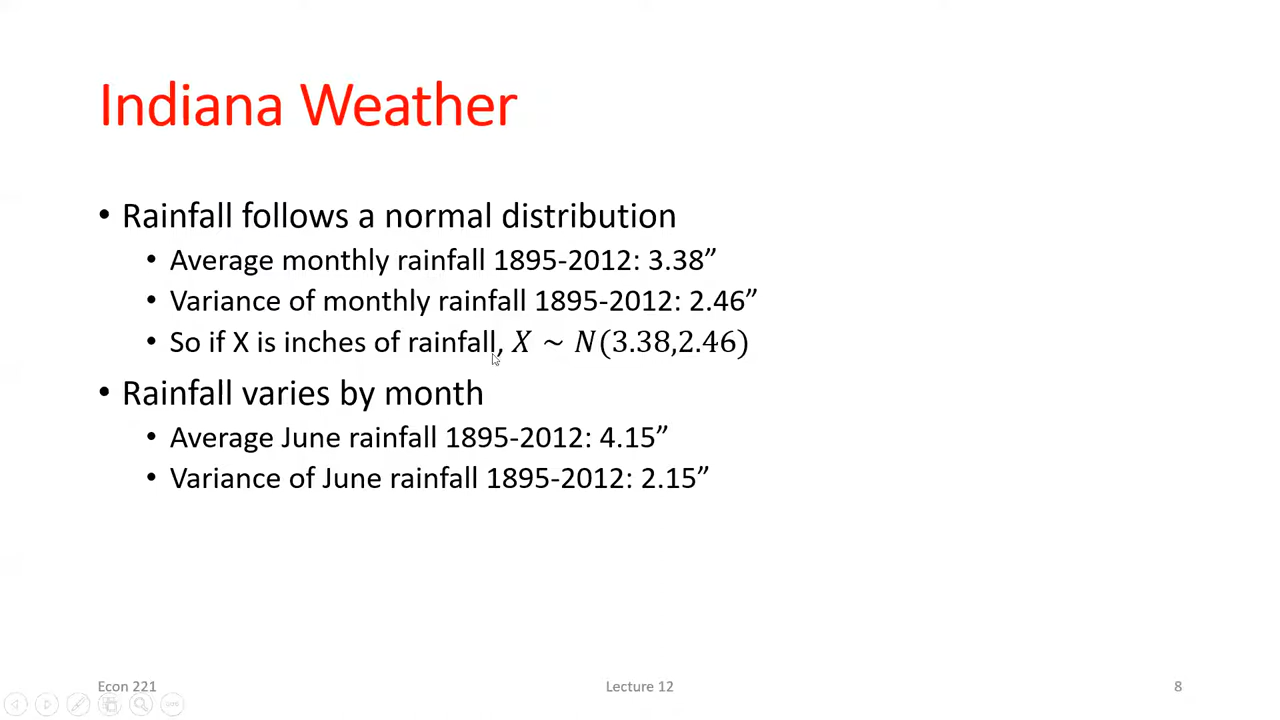 Indiana Weather
• Rainfall follows a normal distribution
• Average monthly rainfall 1895-2012: 3.38”
• Variance of monthly rainfall 1895-2012: 2.46”
• So if X is inches of rainfall, 𝑋 ~ 𝑁(3.38,2.46)
• Rainfall varies by month
• Average June rainfall 1895-2012: 4.15”
• Variance of June rainfall 1895-2012: 2.15”
Econ 221
Lecture 12
8